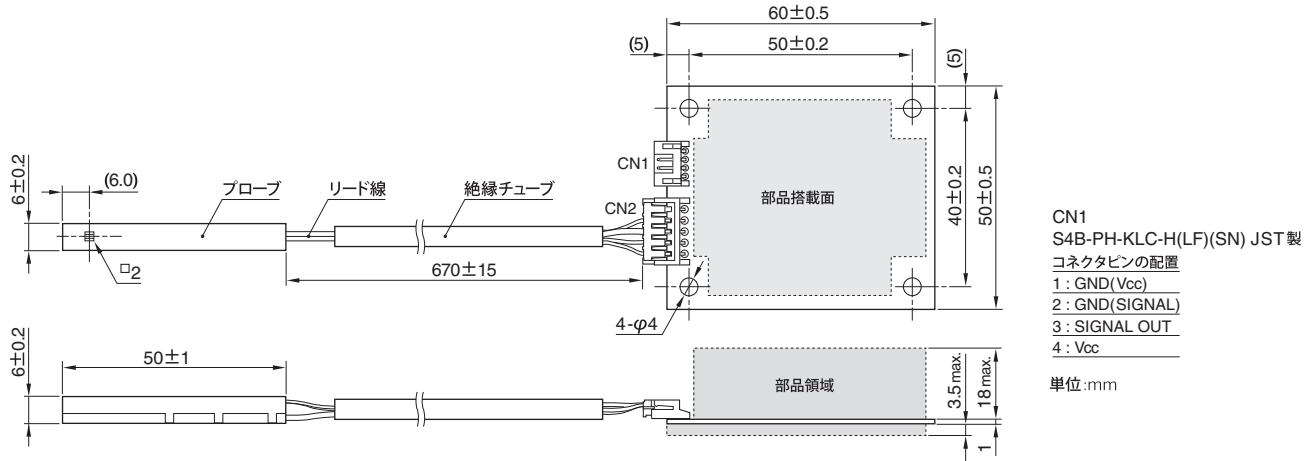 60±0.5
(5)
50±0.2
(5)
CN1
部品搭載面
40±0.2
50±0.5
6±0.2
(6.0)
プローブ
リード線
絶縁チューブ
CN2
□2
670±15
4-φ4
CN1
S4B-PH-KLC-H(LF)(SN) JST製
コネクタピンの配置
1 : GND(Vcc)
2 : GND(SIGNAL)
3 : SIGNAL OUT
4 : Vcc
単位:mm
6±0.2
50±1
部品領域
3.5 max.
18 max.
1